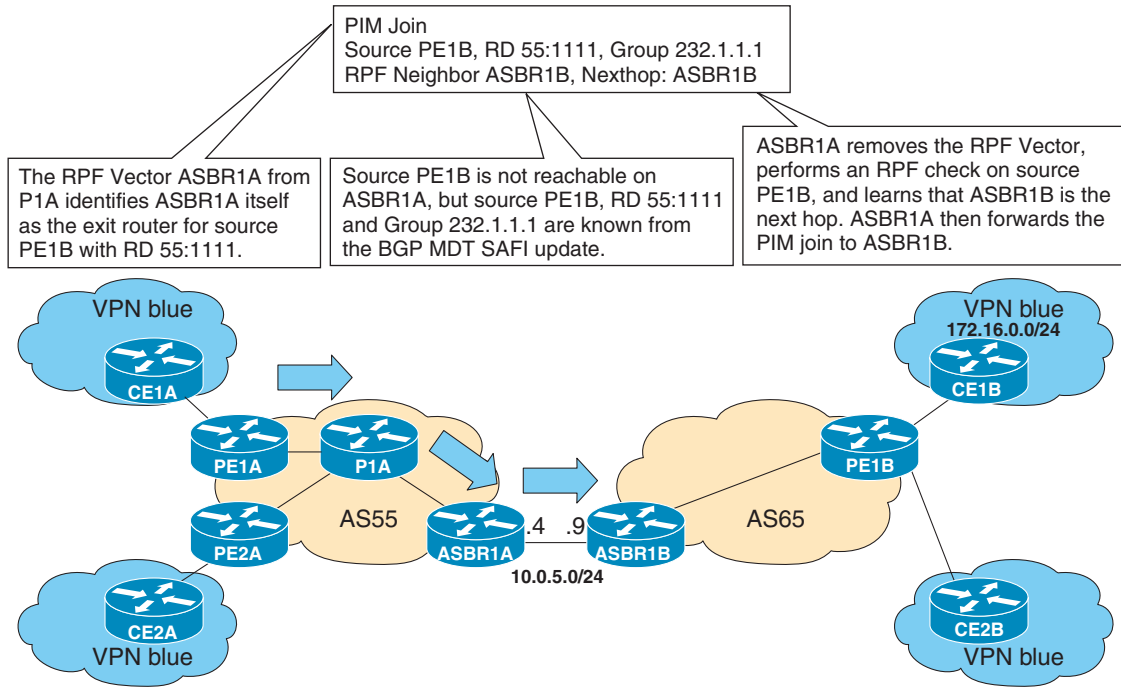 PIM Join
Source PE1B, RD 55:1111, Group 232.1.1.1
RPF Neighbor ASBR1B, Nexthop: ASBR1B
The RPF Vector ASBR1A from
P1A identifies ASBR1A itself
as the exit router for source
PE1B with RD 55:1111.
Source PE1B is not reachable on
ASBR1A, but source PE1B, RD 55:1111
and Group 232.1.1.1 are known from
the BGP MDT SAFI update.
ASBR1A removes the RPF Vector,
performs an RPF check on source
PE1B, and learns that ASBR1B is the
next hop. ASBR1A then forwards the
PIM join to ASBR1B.
VPN blue
CE1A
VPN blue
172.16.0.0/24
CE1B
PE1A
P1A
PE1B
AS55
AS65
PE2A
ASBR1A
.4
.9
ASBR1B
10.0.5.0/24
CE2A
VPN blue
CE2B
VPN blue